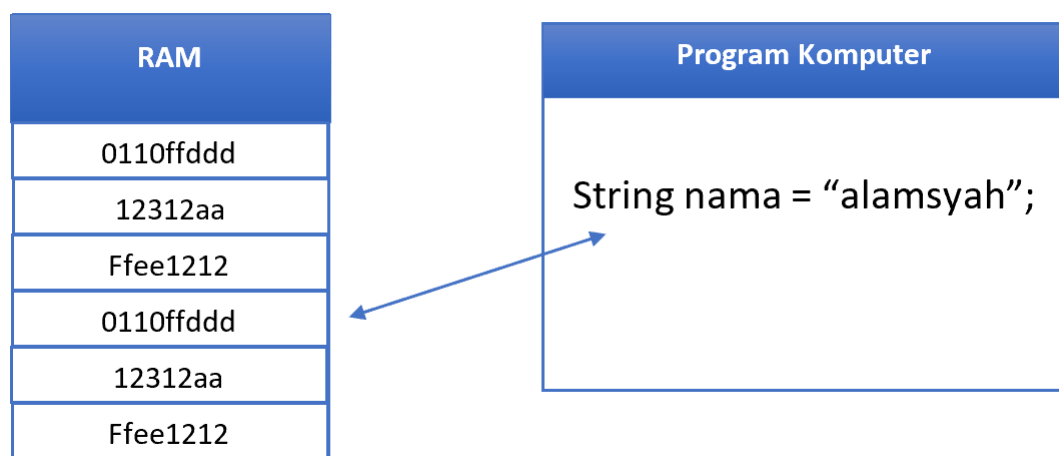 RAM
0110ffddd
12312aa
Ffee1212
0110ffddd
12312aa
Ffee1212
Program Komputer
String nama = “alamsyah”;